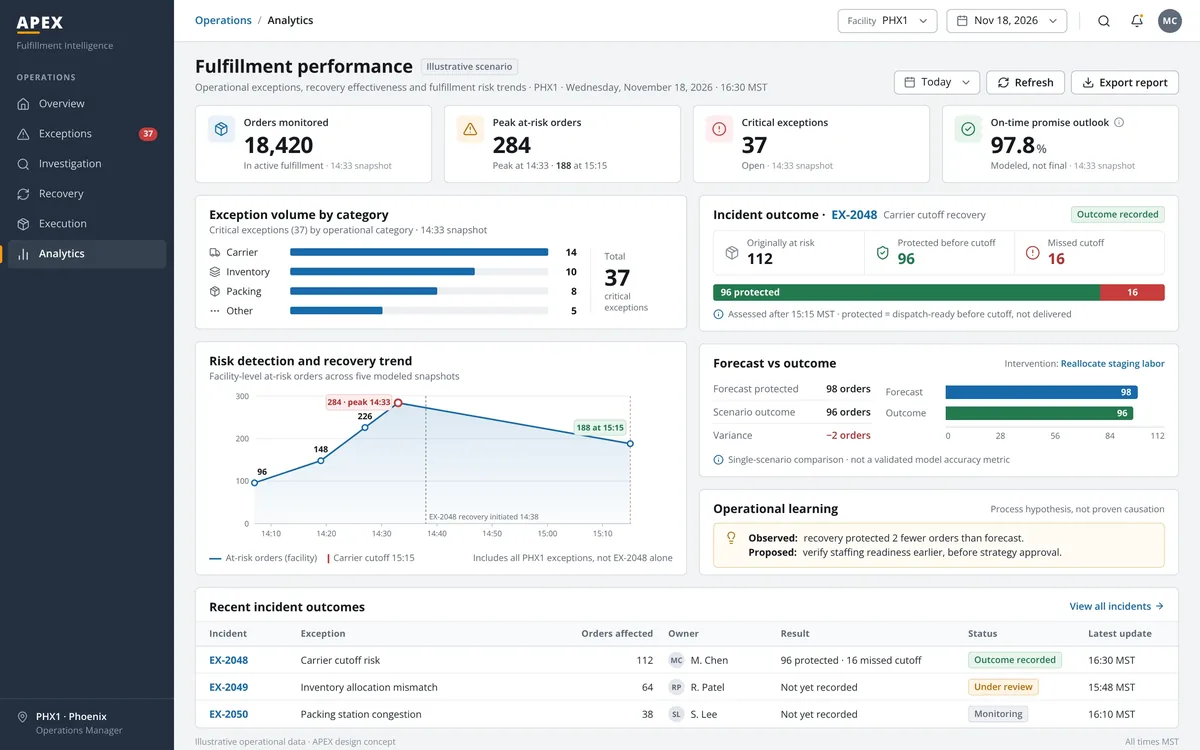 APEX
Fulfillment Intelligence
OPERATIONS
Overview
Exceptions 37
Investigation
Recovery
Execution
Analytics
PHX1 · Phoenix
Operations Manager
Operations / Analytics
Facility PHX1
Nov 18, 2026
MC
Fulfillment performance Illustrative scenario
Operational exceptions, recovery effectiveness and fulfillment risk trends · PHX1 · Wednesday, November 18, 2026 · 16:30 MST
Today
Refresh
Export report
Orders monitored
18,420
In active fulfillment · 14:33 snapshot
Peak at-risk orders
284
Peak at 14:33 · 188 at 15:15
Critical exceptions
37
Open · 14:33 snapshot
On-time promise outlook
97.8%
Modeled, not final · 14:33 snapshot
Exception volume by category
Critical exceptions (37) by operational category · 14:33 snapshot
Carrier 14
Inventory 10
Packing 8
Other 5
Total
37
critical
exceptions
Incident outcome · EX-2048 Carrier cutoff recovery Outcome recorded
Originally at risk
112
Protected before cutoff
96
Missed cutoff
16
96 protected 16
Assessed after 15:15 MST · protected = dispatch-ready before cutoff, not delivered
Risk detection and recovery trend
Facility-level at-risk orders across five modeled snapshots
300
200
100
0
96
148
226
284 · peak 14:33
188 at 15:15
EX-2048 recovery initiated 14:38
14:10 14:20 14:30 14:40 14:50 15:00 15:10
At-risk orders (facility) Carrier cutoff 15:15 Includes all PHX1 exceptions, not EX-2048 alone
Forecast vs outcome Intervention: Reallocate staging labor
Forecast protected 98 orders
Scenario outcome 96 orders
Variance −2 orders
Forecast 98
Outcome 96
0 28 56 84 112
Single-scenario comparison · not a validated model accuracy metric
Operational learning Process hypothesis, not proven causation
Observed: recovery protected 2 fewer orders than forecast.
Proposed: verify staffing readiness earlier, before strategy approval.
Recent incident outcomes View all incidents
Incident Exception Orders affected Owner Result Status Latest update
EX-2048 Carrier cutoff risk 112 MC M. Chen 96 protected · 16 missed cutoff Outcome recorded 16:30 MST
EX-2049 Inventory allocation mismatch 64 RP R. Patel Not yet recorded Under review 15:48 MST
EX-2050 Packing station congestion 38 SL S. Lee Not yet recorded Monitoring 16:10 MST
Illustrative operational data · APEX design concept All times MST